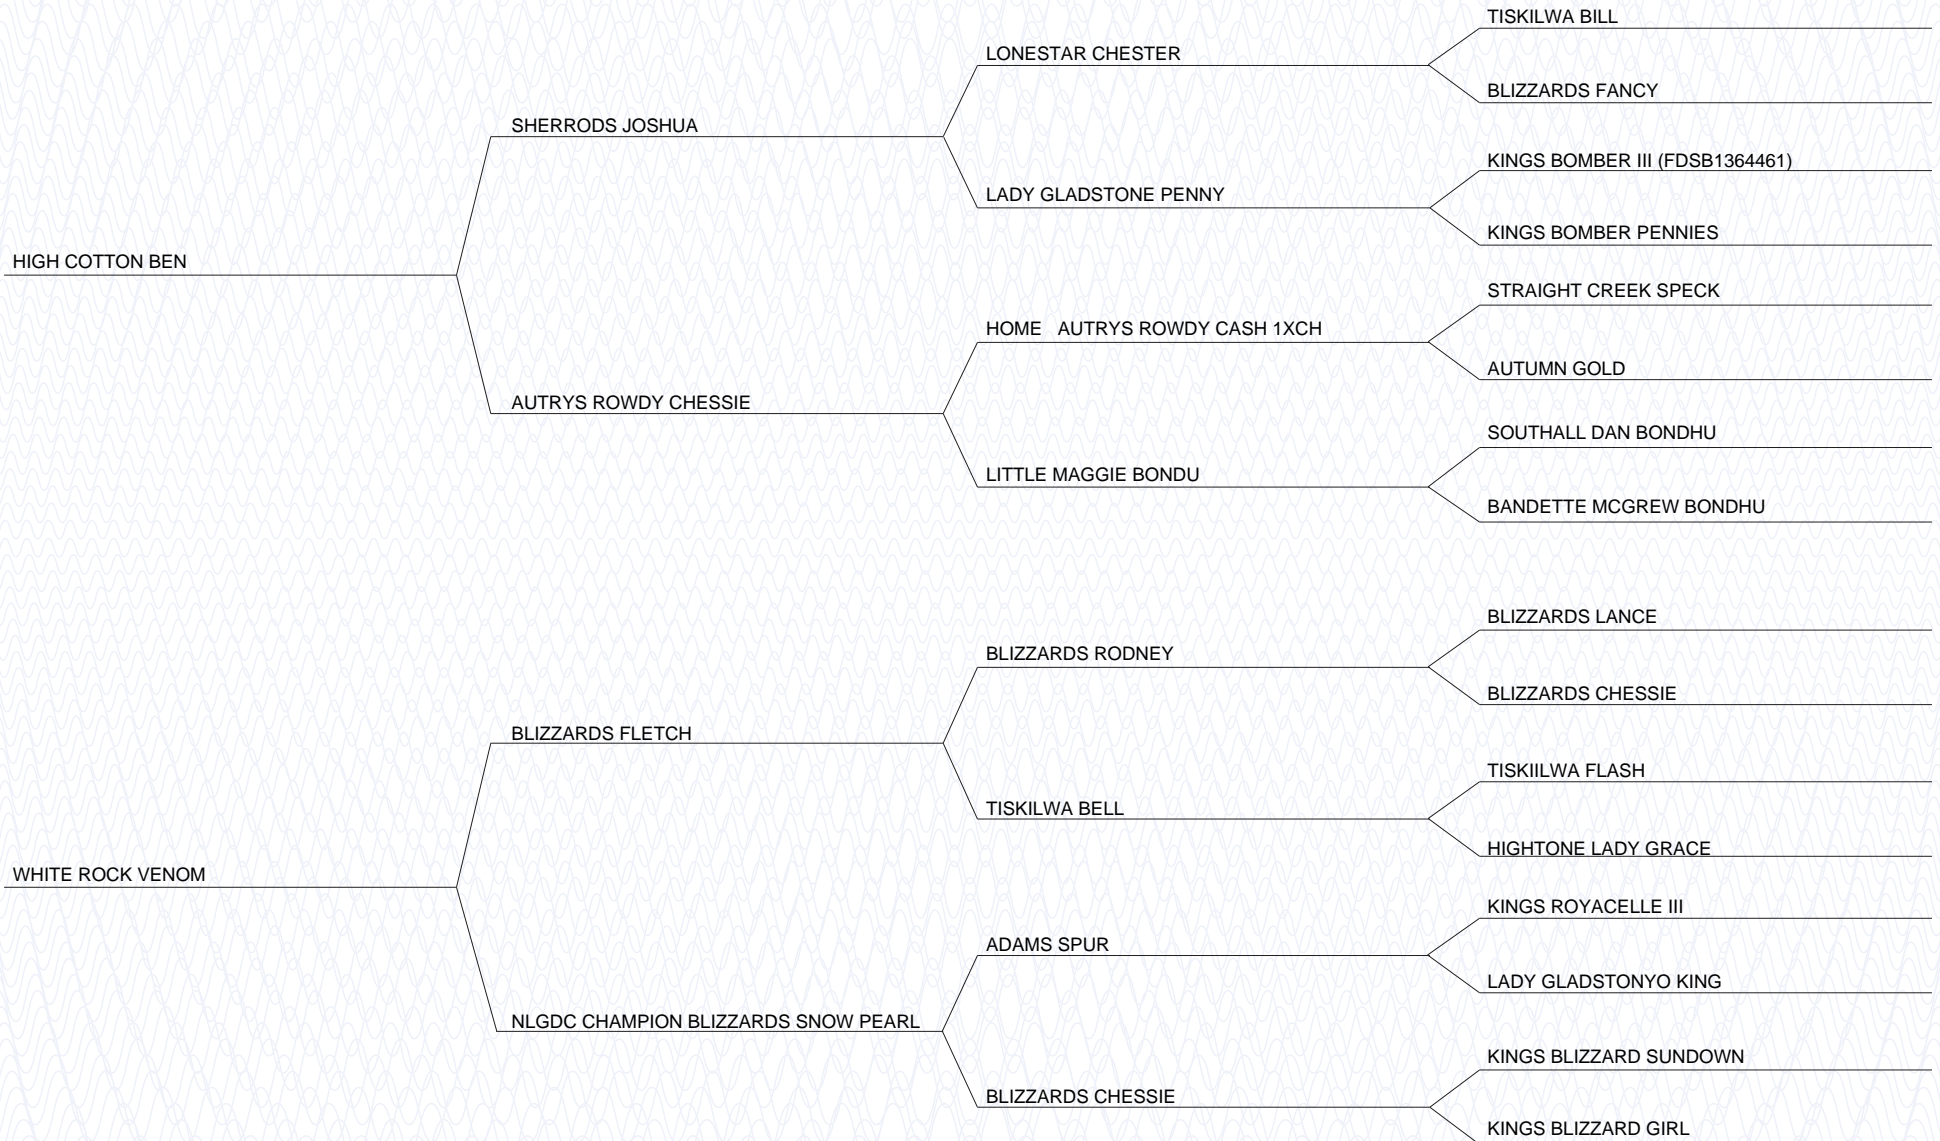 TISKILWA BILL
LONESTAR CHESTER
BLIZZARDS FANCY
SHERRODS JOSHUA
KINGS BOMBER III (FDSB1364461)
LADY GLADSTONE PENNY
KINGS BOMBER PENNIES
HIGH COTTON BEN
STRAIGHT CREEK SPECK
HOME AUTRYS ROWDY CASH 1XCH
AUTUMN GOLD
AUTRYS ROWDY CHESSIE
SOUTHALL DAN BONDHU
LITTLE MAGGIE BONDU
BANDETTE MCGREW BONDHU
BLIZZARDS LANCE
BLIZZARDS RODNEY
BLIZZARDS CHESSIE
BLIZZARDS FLETCH
TISKIILWA FLASH
TISKILWA BELL
HIGHTONE LADY GRACE
WHITE ROCK VENOM
KINGS ROYACELLE III
ADAMS SPUR
LADY GLADSTONYO KING
NLGDC CHAMPION BLIZZARDS SNOW PEARL
KINGS BLIZZARD SUNDOWN
BLIZZARDS CHESSIE
KINGS BLIZZARD GIRL